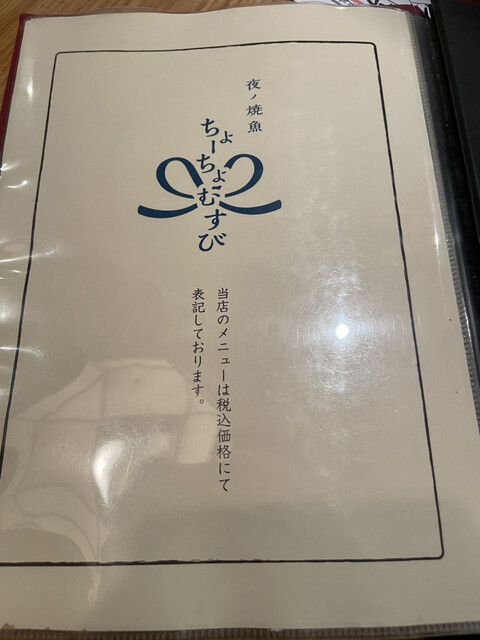 夜ノ焼魚
ちょーちょむすび
当店のメニューは税込価格にて
表記しております。